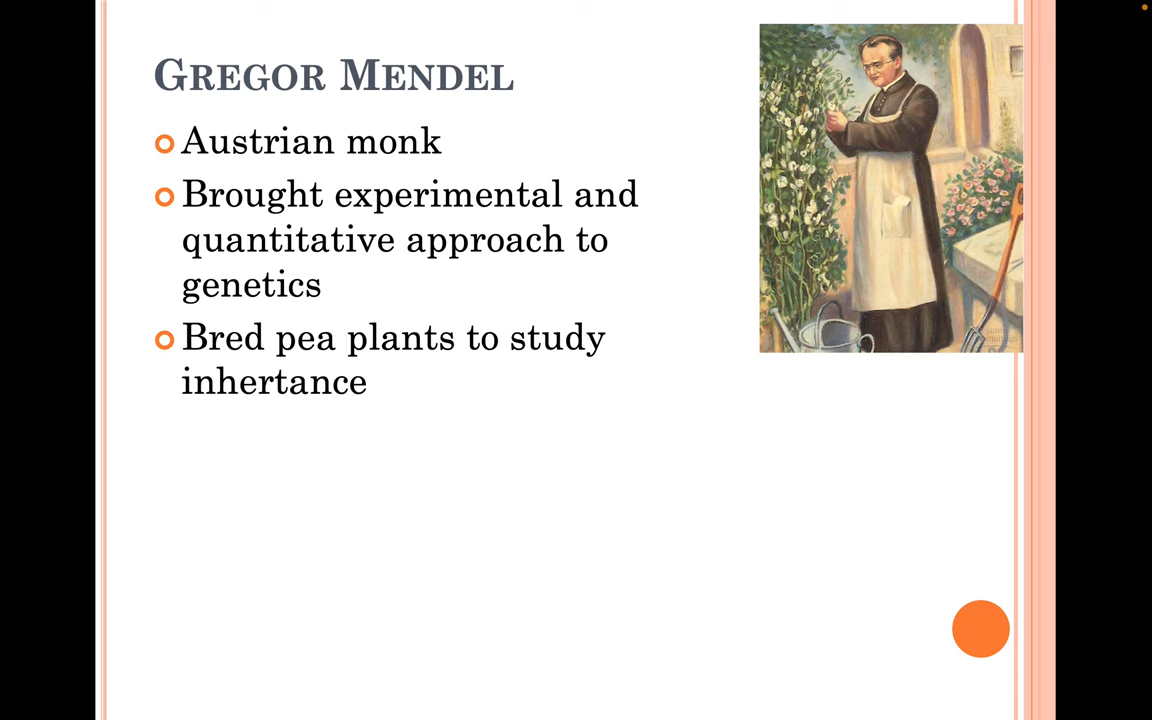 GREGOR MENDEL
Austrian monk
Brought experimental and
quantitative approach to
genetics
Bred pea plants to study
inhertance